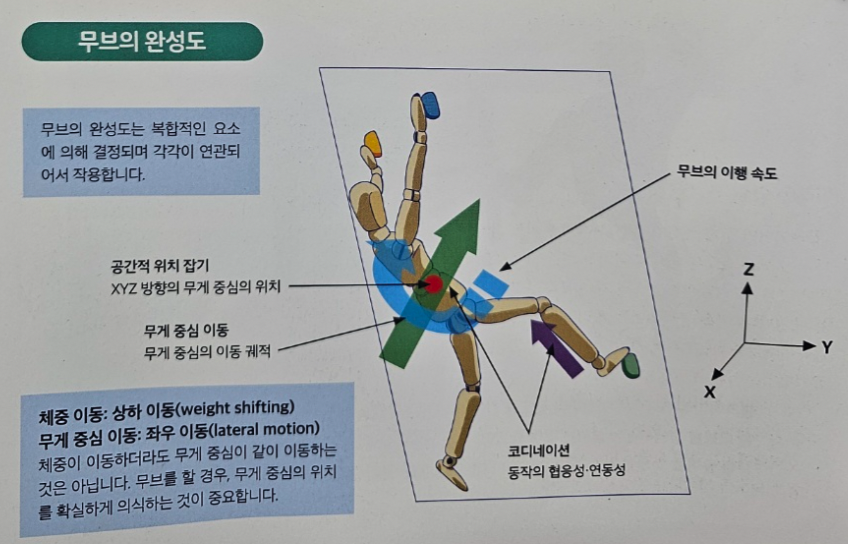 무브의 완성도
무브의 완성도는 복합적인 요소
에 의해 결정되며 각각이 연관되
어서 작용합니다.
무브의 이행 속도
공간적 위치 잡기
XYZ 방향의 무게 중심의 위치
무게 중심 이동
무게 중심의 이동 궤적
Z
Y
X
체중 이동: 상하 이동(weight shifting)
무게 중심 이동: 좌우 이동(lateral motion)
체중이 이동하더라도 무게 중심이 같이 이동하는
것은 아닙니다. 무브를 할 경우, 무게 중심의 위치
를 확실하게 의식하는 것이 중요합니다.
코디네이션
동작의 협응성·연동성